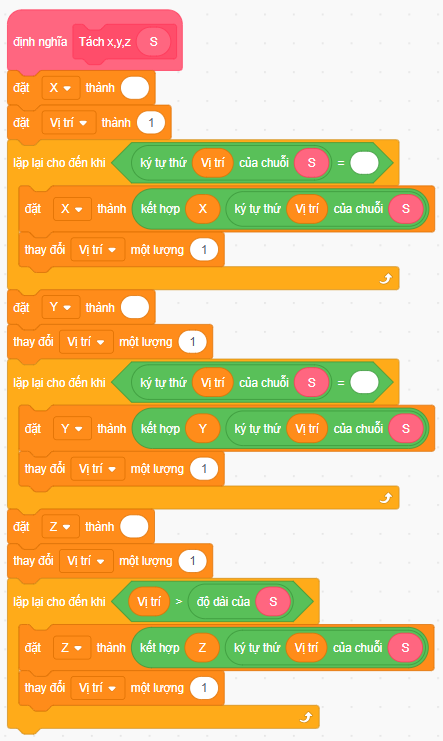 định nghĩa Tách x,y,z S
đặt X thành
đặt Vị trí thành 1
lặp lại cho đến khi ký tự thứ Vị trí của chuỗi S =
đặt X thành kết hợp X ký tự thứ Vị trí của chuỗi S
thay đổi Vị trí một lượng 1
đặt Y thành
thay đổi Vị trí một lượng 1
lặp lại cho đến khi ký tự thứ Vị trí của chuỗi S =
đặt Y thành kết hợp Y ký tự thứ Vị trí của chuỗi S
thay đổi Vị trí một lượng 1
đặt Z thành
thay đổi Vị trí một lượng 1
lặp lại cho đến khi Vị trí > độ dài của S
đặt Z thành kết hợp Z ký tự thứ Vị trí của chuỗi S
thay đổi Vị trí một lượng 1